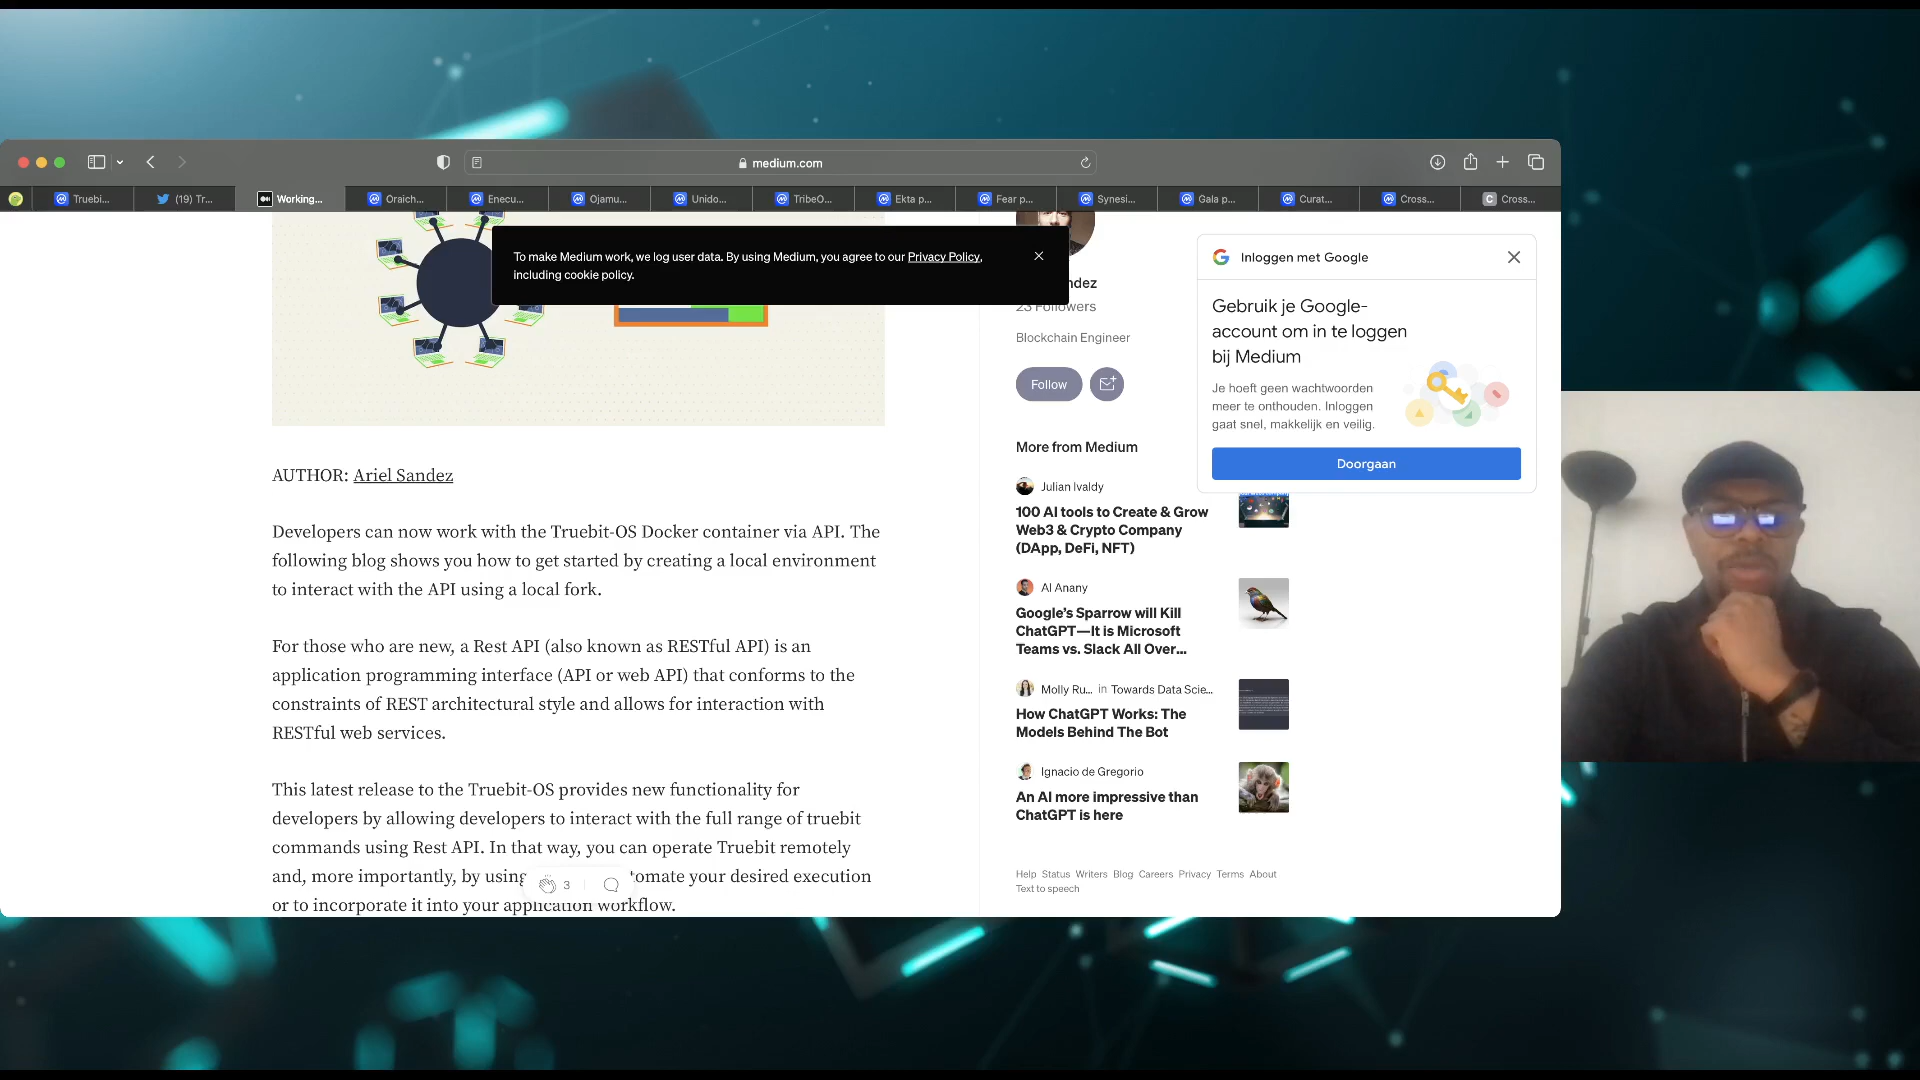 medium.com
Truebi...
(19) Tr...
Working...
Oraich...
Enecu...
Ojamu...
Unido...
TribeO...
Ekta p...
Fear p...
Synesi...
Gala p...
Curat...
Cross...
Cross...
To make Medium work, we log user data. By using Medium, you agree to our Privacy Policy,
including cookie policy.
AUTHOR: Ariel Sandez
Developers can now work with the Truebit-OS Docker container via API. The
following blog shows you how to get started by creating a local environment
to interact with the API using a local fork.
For those who are new, a Rest API (also known as RESTful API) is an
application programming interface (API or web API) that conforms to the
constraints of REST architectural style and allows for interaction with
RESTful web services.
This latest release to the Truebit-OS provides new functionality for
developers by allowing developers to interact with the full range of truebit
commands using Rest API. In that way, you can operate Truebit remotely
and, more importantly, by using tomate your desired execution
or to incorporate it into your application workflow.
3
ndez
23 Followers
Blockchain Engineer
Follow
More from Medium
Julian Ivaldy
100 AI tools to Create & Grow
Web3 & Crypto Company
(DApp, DeFi, NFT)
Al Anany
Google's Sparrow will Kill
ChatGPT—It is Microsoft
Teams vs. Slack All Over...
Molly Ru... in Towards Data Scie...
How ChatGPT Works: The
Models Behind The Bot
Ignacio de Gregorio
An AI more impressive than
ChatGPT is here
Help Status Writers Blog Careers Privacy Terms About
Text to speech
Inloggen met Google
Gebruik je Google-
account om in te loggen
bij Medium
Je hoeft geen wachtwoorden
meer te onthouden. Inloggen
gaat snel, makkelijk en veilig.
Doorgaan